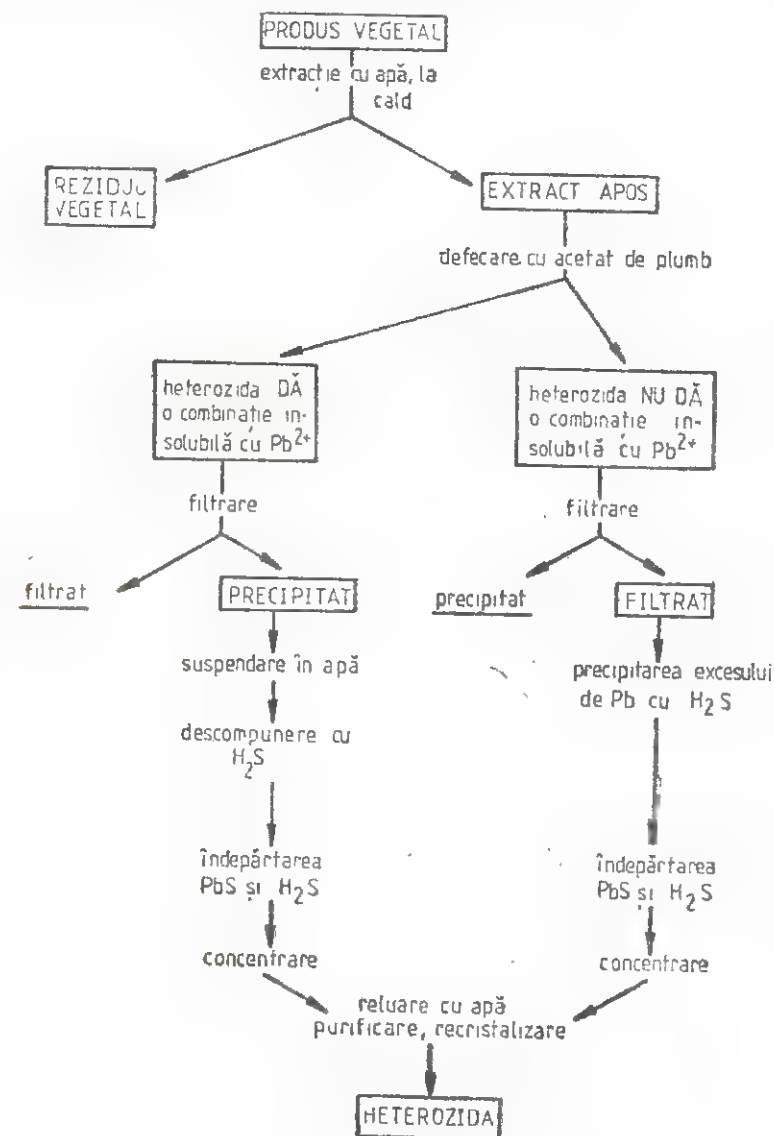 PRODUS VEGETAL
extracție cu apă, la
cald
REZIDJU
VEGETAL
EXTRACT APOS
defecare cu acetat de plumb
heterozida DĂ
o combinație in-
solubilă cu Pb²⁺
heterozida NU DĂ
o combinație in-
solubilă cu Pb²⁺
filtrare
filtrare
filtrat
PRECIPITAT
precipitat
FILTRAT
suspendare în apă
precipitarea excesului
de Pb cu H₂S
descompunere cu
H₂S
îndepărtarea
PbS și H₂S
îndepărtarea
PbS și H₂S
concentrare
concentrare
reluare cu apă
purificare, recristalizare
HETEROZIDA